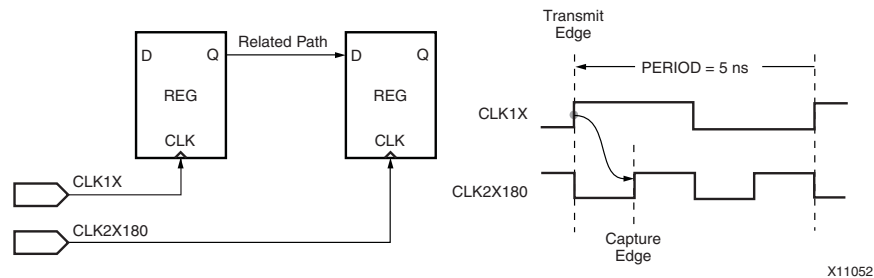 D Q
REG
CLK
Related Path
D Q
REG
CLK
CLK1X
CLK2X180
Transmit
Edge
PERIOD = 5 ns
CLK1X
CLK2X180
Capture
Edge
X11052